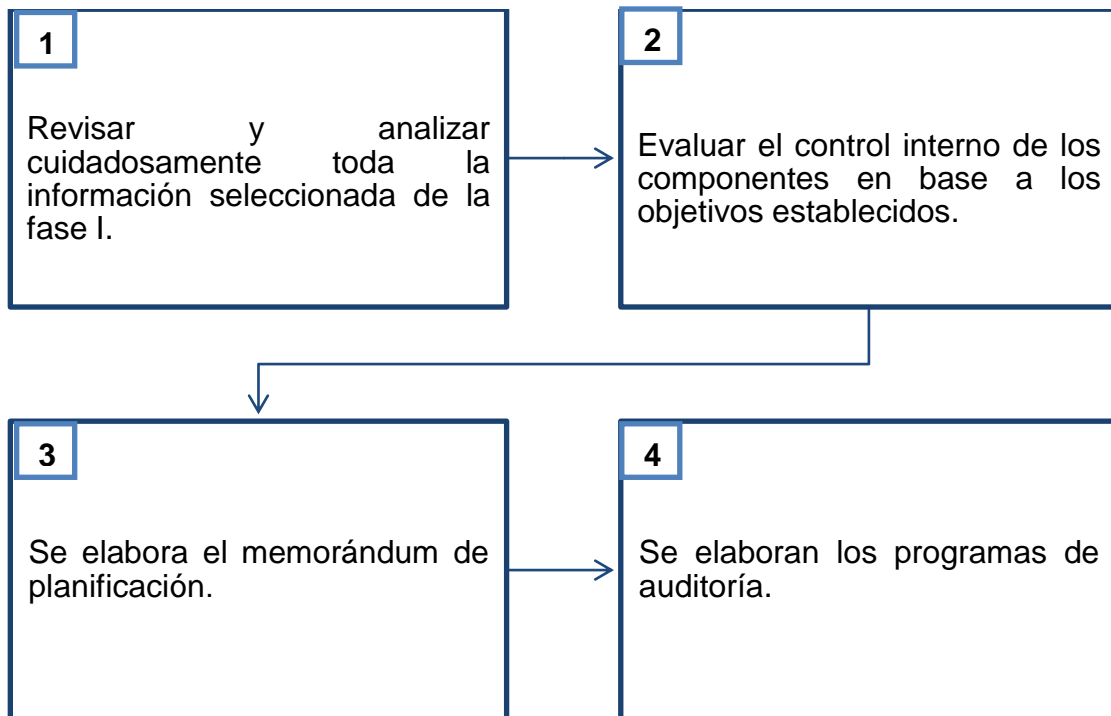 1
Revisar y analizar
cuidadosamente toda la
información seleccionada de la
fase I.
2
Evaluar el control interno de los
componentes en base a los
objetivos establecidos.
3
Se elabora el memorándum de
planificación.
4
Se elaboran los programas de
auditoría.